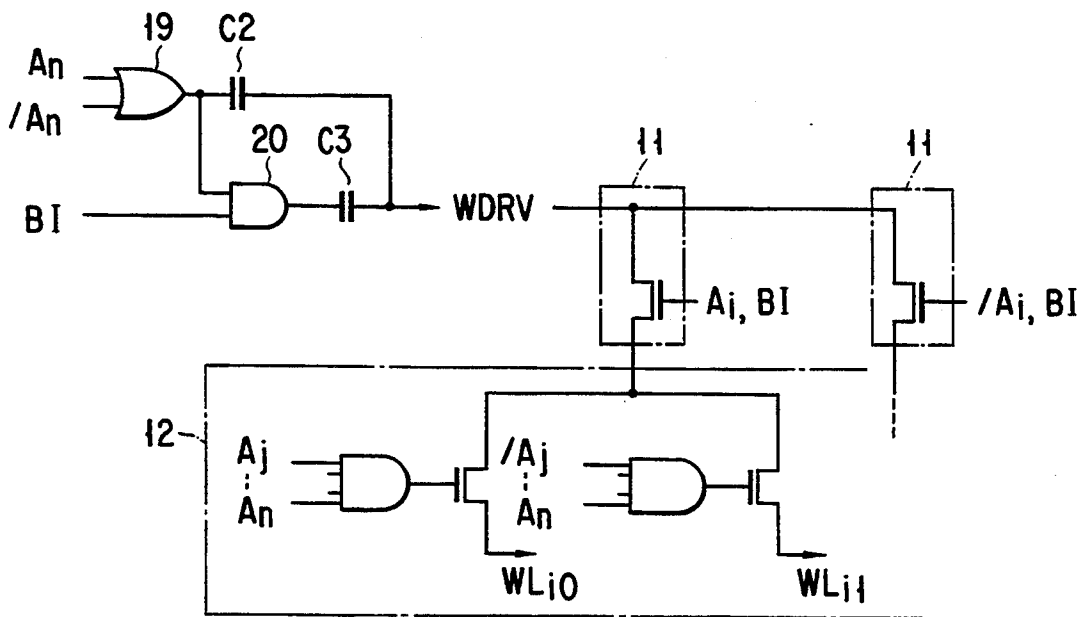 19
C2
An
/An
20
C3
BI
WDRV
11
11
Ai, BI
/Ai, BI
12
Aj
An
/Aj
An
WLi0
WLi1